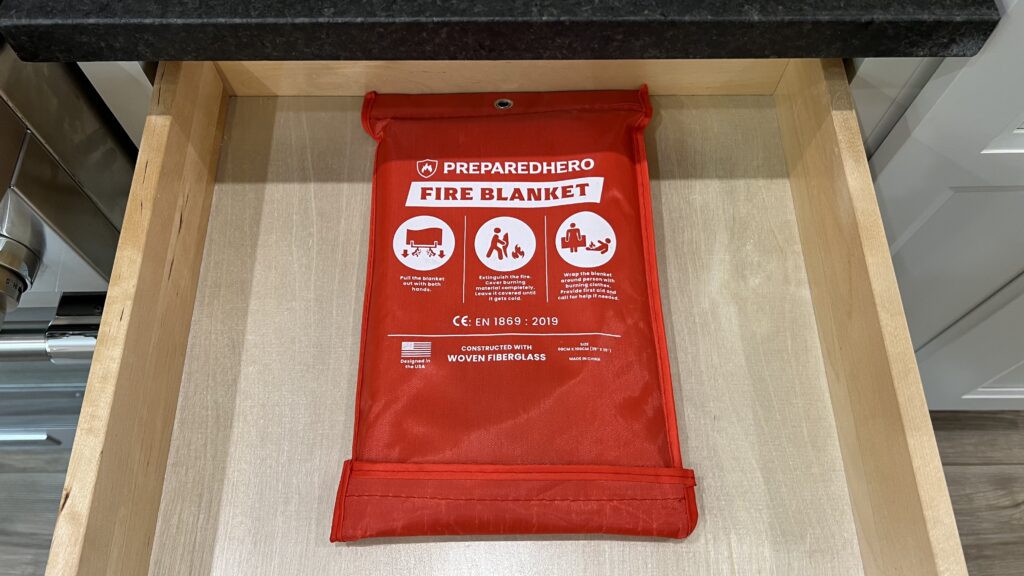 PREPAREDHERO
FIRE BLANKET
Pull the blanket
out with both
hands.
Extinguish the fire.
Cover burning
material completely.
Leave it covered until
it gets cold.
Wrap the blanket
around person with
burning clothes.
Provide first aid and
call for help if needed.
CE: EN 1869 : 2019
Designed in
the USA
CONSTRUCTED WITH
WOVEN FIBERGLASS
SIZE
MADE IN CHINA